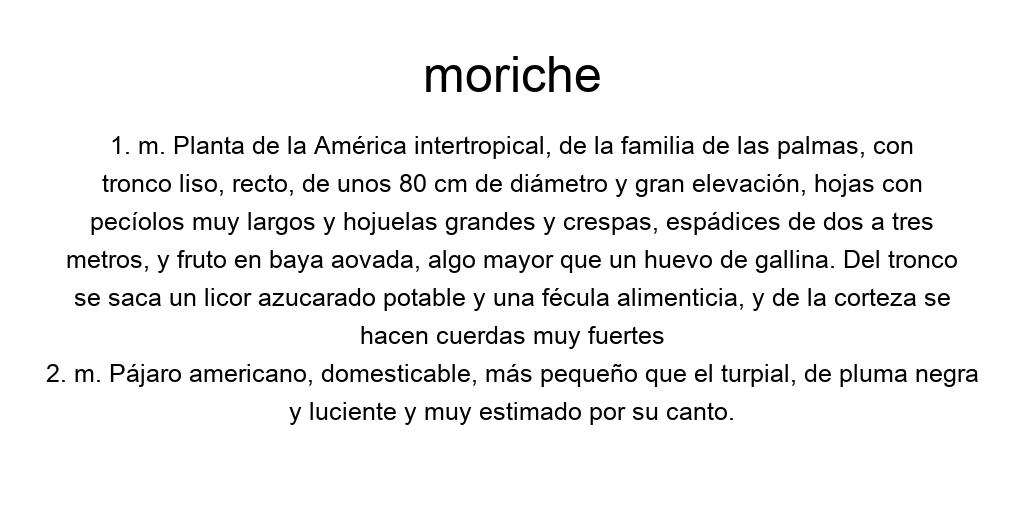 moriche
1. m. Planta de la América intertropical, de la familia de las palmas, con
tronco liso, recto, de unos 80 cm de diámetro y gran elevación, hojas con
pecíolos muy largos y hojuelas grandes y crespas, espádices de dos a tres
metros, y fruto en baya aovada, algo mayor que un huevo de gallina. Del tronco
se saca un licor azucarado potable y una fécula alimenticia, y de la corteza se
hacen cuerdas muy fuertes
2. m. Pájaro americano, domesticable, más pequeño que el turpial, de pluma negra
y luciente y muy estimado por su canto.